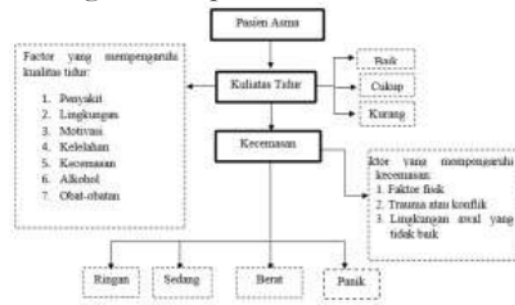 Pasien Asma
Factor yang mempengaruhi
kualitas tidur:
1. Penyakit
2. Lingkungan
3. Motivasi
4. Kelelahan
5. Kecemasan
6. Alkohol
7. Obat-obatan
Kuliatas Tidur
Baik
Cukup
Kurang
Kecemasan
ktor yang mempengaruhi
kecemasan:
1. Faktor fisik
2. Trauma atau konflik
3. Lingkungan awal yang
tidak baik
Ringan
Sedang
Berat
Panik